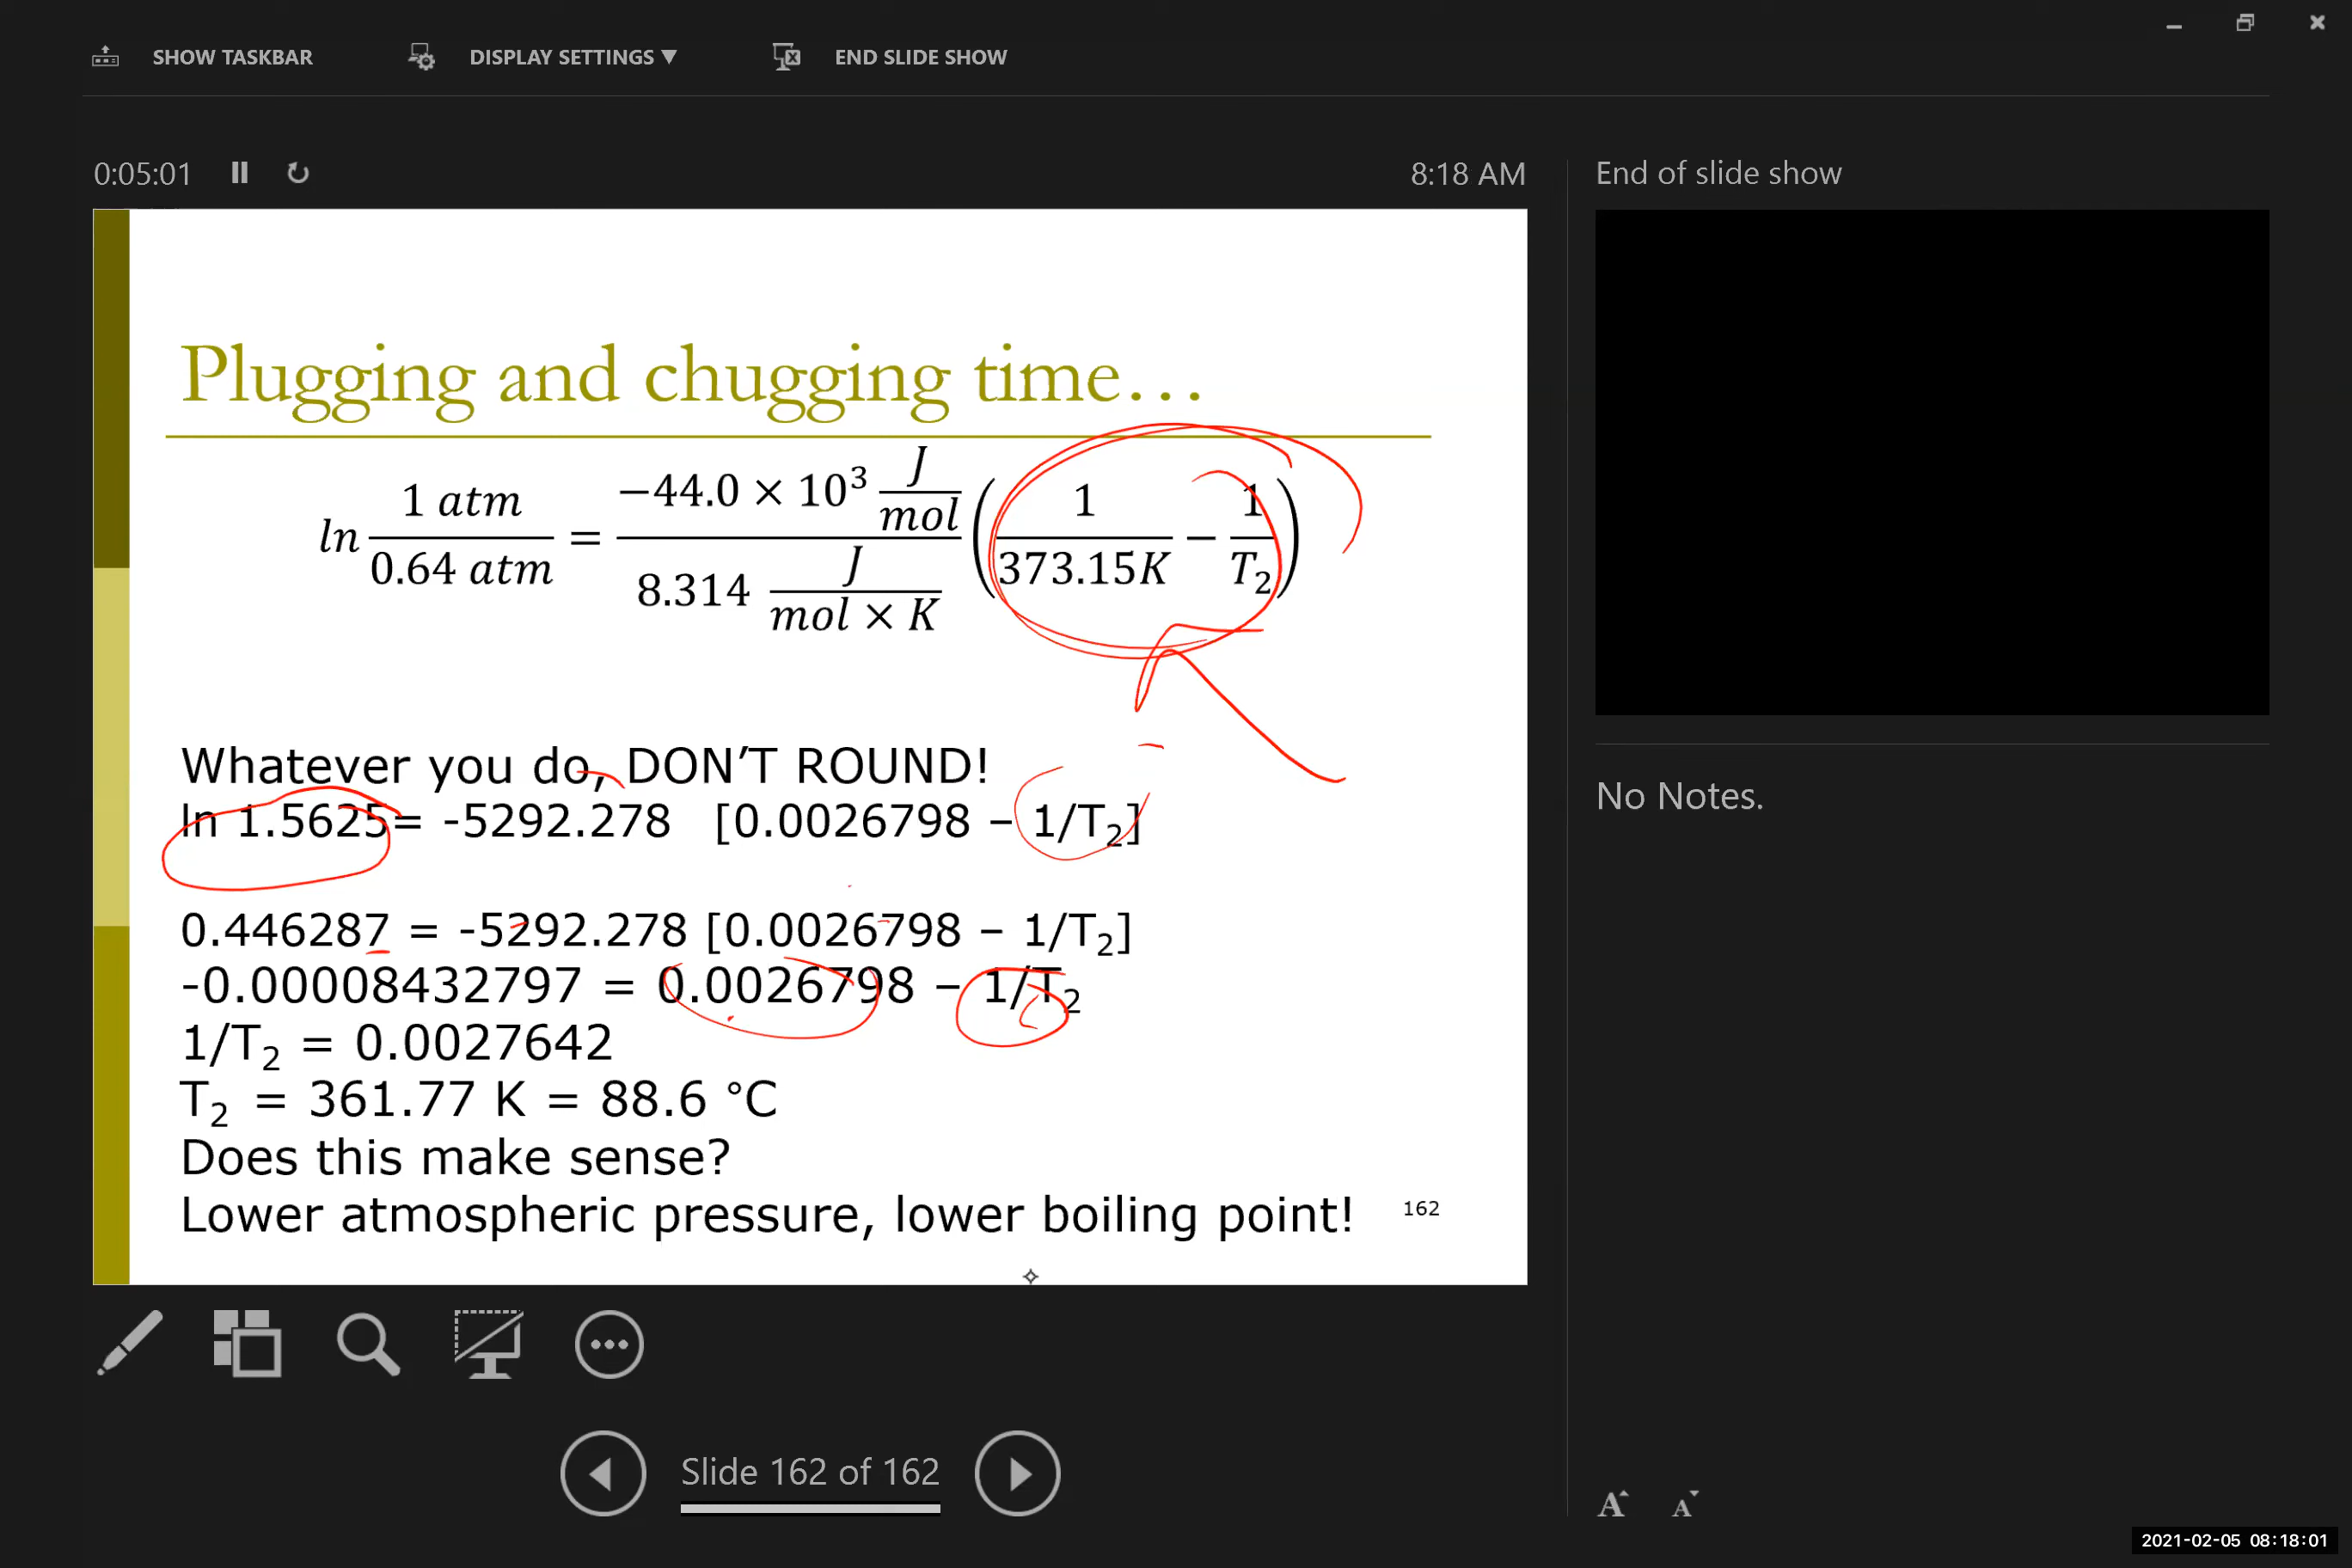 SHOW TASKBAR DISPLAY SETTINGS ▼ END SLIDE SHOW
0:05:01 8:18 AM
Plugging and chugging time…
ln 1 atm / 0.64 atm = −44.0 × 10³ J/mol / 8.314 J/mol × K (1/373.15K − 1/T₂)
Whatever you do, DON'T ROUND!
ln 1.5625= -5292.278 [0.0026798 – 1/T₂]
0.446287 = -5292.278 [0.0026798 – 1/T₂]
-0.00008432797 = 0.0026798 – 1/T₂
1/T₂ = 0.0027642
T₂ = 361.77 K = 88.6 °C
Does this make sense?
Lower atmospheric pressure, lower boiling point!
162
Slide 162 of 162
End of slide show
No Notes.
A A
2021-02-05 08:18:01